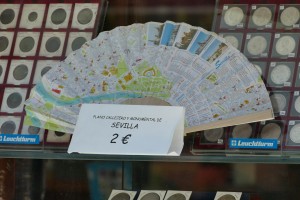 PLANO CALLEJERO Y MONUMENTAL DE
SEVILLA
2 €
Leuchtturm
Leuchtturm